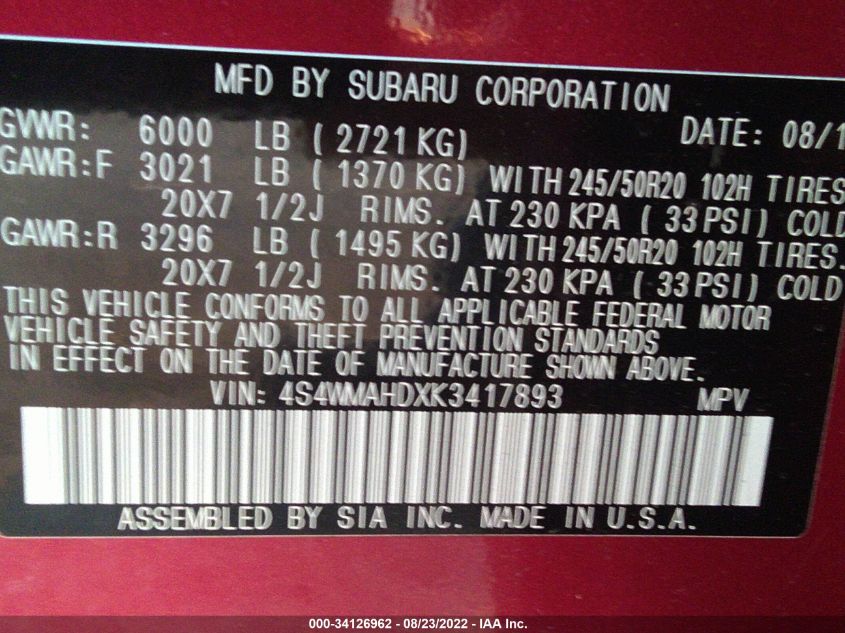 MFD BY SUBARU CORPORATION
GVWR: 6000 LB ( 2721 KG) DATE: 08/1
GAWR:F 3021 LB ( 1370 KG) WITH 245/50R20 102H TIRES
20X7 1/2J RIMS. AT 230 KPA ( 33 PSI) COLD
GAWR:R 3296 LB ( 1495 KG) WITH 245/50R20 102H TIRES.
20X7 1/2J RIMS. AT 230 KPA ( 33 PSI) COLD
THIS VEHICLE CONFORMS TO ALL APPLICABLE FEDERAL MOTOR
VEHICLE SAFETY AND THEFT PREVENTION STANDARDS
IN EFFECT ON THE DATE OF MANUFACTURE SHOWN ABOVE.
VIN: 4S4WMAHDXK3417893 MPV
ASSEMBLED BY SIA INC. MADE IN U.S.A.
000-34126962 - 08/23/2022 - IAA Inc.